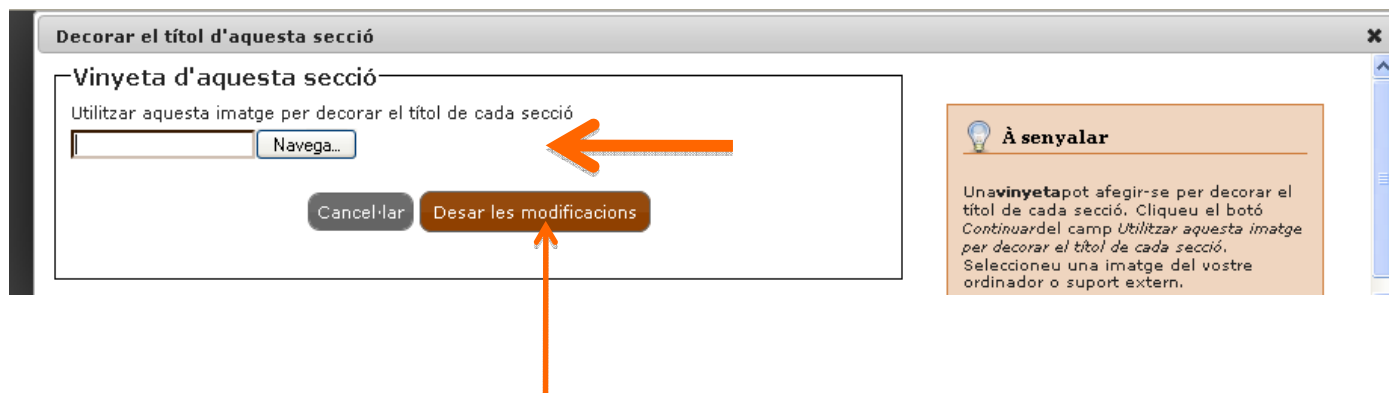 Decorar el títol d'aquesta secció
Vinyeta d'aquesta secció
Utilitzar aquesta imatge per decorar el títol de cada secció
Navega...
Cancel·lar
Desar les modificacions
À senyalar
Unavinyetapot afegir-se per decorar el
títol de cada secció. Cliqueu el botó
Continuardel camp Utilitzar aquesta imatge
per decorar el títol de cada secció.
Seleccioneu una imatge del vostre
ordinador o suport extern.